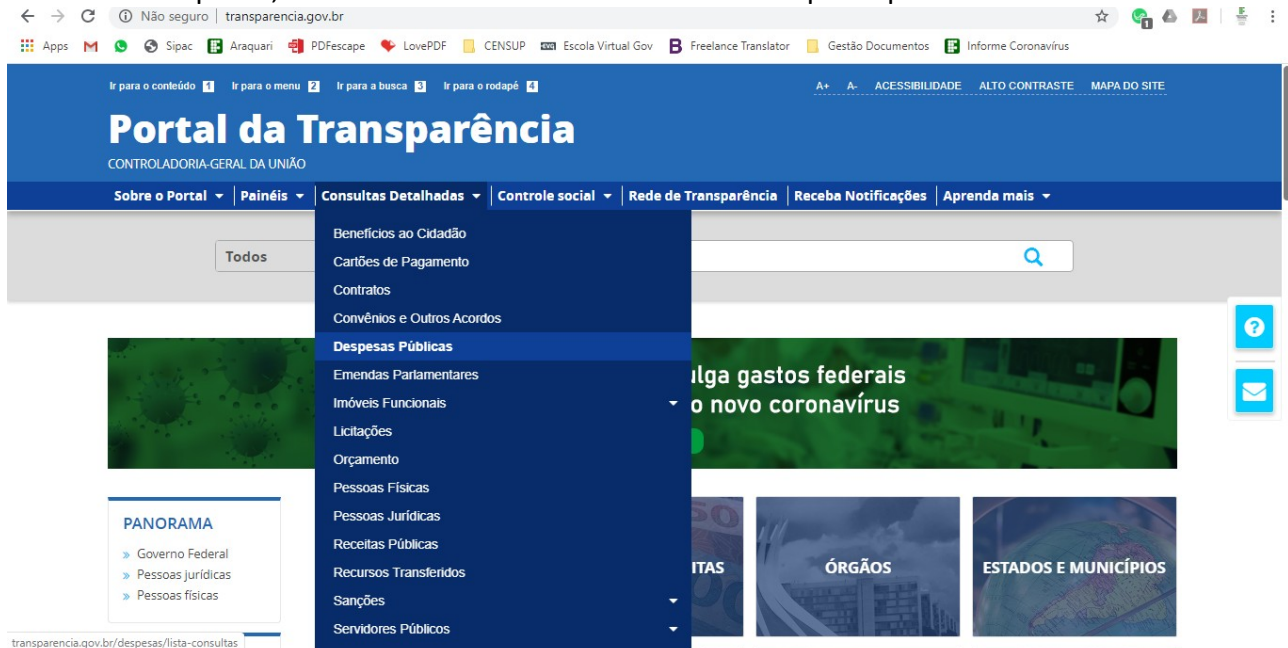 Não seguro | transparencia.gov.br
Apps Sipac Araquari PDFescape LovePDF CENSUP Escola Virtual Gov Freelance Translator Gestão Documentos Informe Coronavírus
Ir para o conteúdo 1 Ir para o menu 2 Ir para a busca 3 Ir para o rodapé 4 A+ A- ACESSIBILIDADE ALTO CONTRASTE MAPA DO SITE
Portal da Transparência
CONTROLADORIA-GERAL DA UNIÃO
Sobre o Portal Painéis Consultas Detalhadas Controle social Rede de Transparência Receba Notificações Aprenda mais
Todos
Benefícios ao Cidadão
Cartões de Pagamento
Contratos
Convênios e Outros Acordos
Despesas Públicas
Emendas Parlamentares
Imóveis Funcionais
Licitações
Orçamento
Pessoas Físicas
Pessoas Jurídicas
Receitas Públicas
Recursos Transferidos
Sanções
Servidores Públicos
ulga gastos federais
o novo coronavírus
PANORAMA
» Governo Federal
» Pessoas jurídicas
» Pessoas físicas
ITAS
ÓRGÃOS
ESTADOS E MUNICÍPIOS
transparencia.gov.br/despesas/lista-consultas